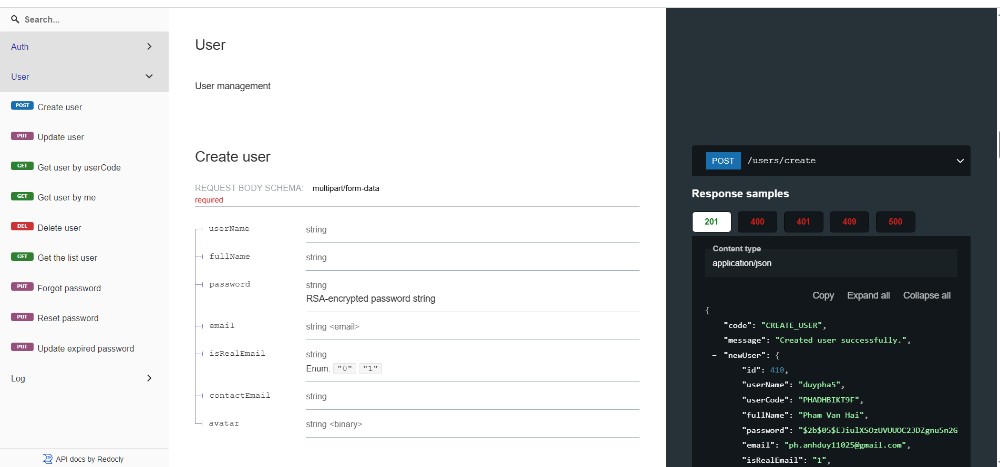 Search...
Auth
User
POST Create user
PUT Update user
GET Get user by userCode
GET Get user by me
DEL Delete user
GET Get the list user
PUT Forgot password
PUT Reset password
PUT Update expired password
Log
API docs by Redocly
User
User management
Create user
REQUEST BODY SCHEMA: multipart/form-data
required
userName string
fullName string
password string
RSA-encrypted password string
email string <email>
isRealEmail string
Enum: "0" "1"
contactEmail string
avatar string <binary>
POST /users/create
Response samples
201 400 401 409 500
Content type
application/json
Copy Expand all Collapse all
{
"code": "CREATE_USER",
"message": "Created user successfully.",
− "newUser": {
"id": 410,
"userName": "duypha5",
"userCode": "PHADHBIKT9F",
"fullName": "Pham Van Hai",
"password": "$2b$05$EJiulXSOzUVUUOC23DZgnu5n2G
"email": "ph.anhduy11025@gmail.com",
"isRealEmail": "1",